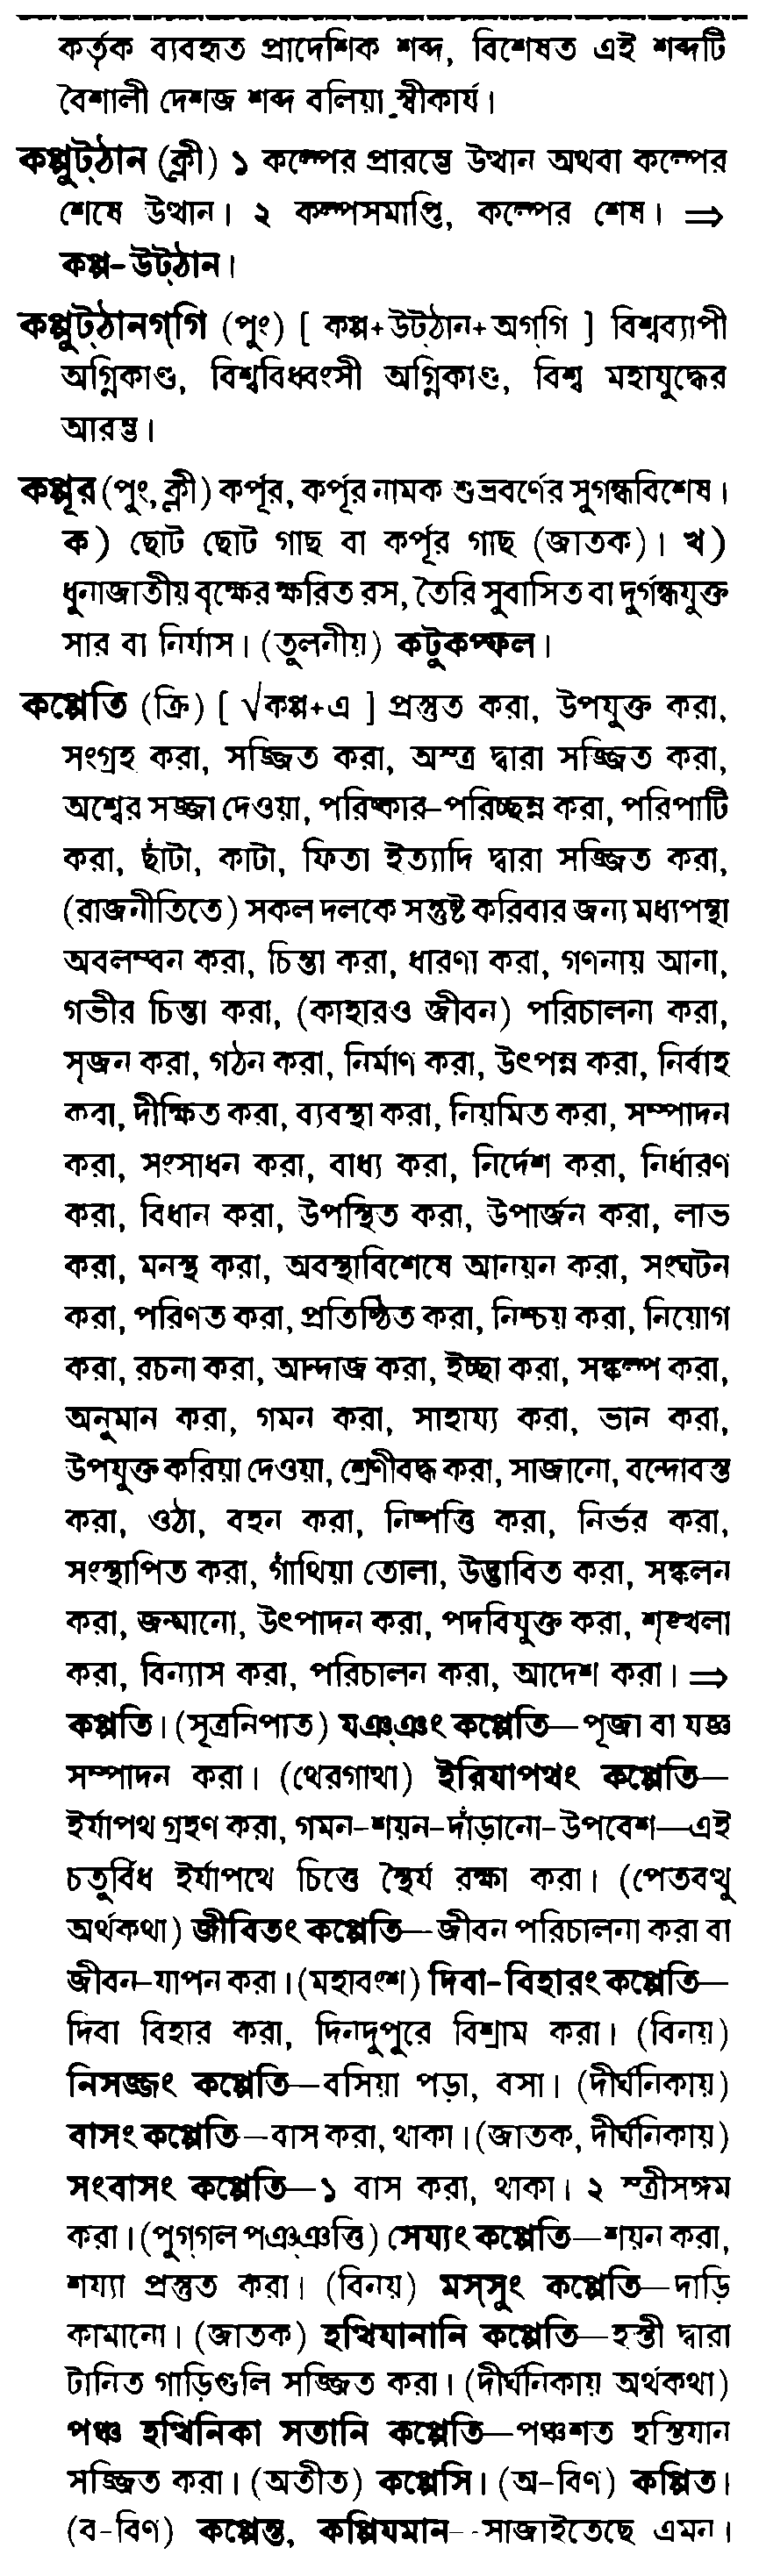 কর্তৃক ব্যবহৃত প্রাদেশিক শব্দ, বিশেষত এই শব্দটি
বৈশালী দেশজ শব্দ বলিয়া স্বীকার্য।
কপ্পুট্ঠান (ক্লী) ১ কল্পের প্রারম্ভে উত্থান অথবা কল্পের
শেষে উত্থান। ২ কল্পসমাপ্তি, কল্পের শেষ। ⇒
কপ্প-উট্ঠান।
কপ্পুট্ঠানগ্গি (পুং) [ কপ্প+উট্ঠান+অগ্গি ] বিশ্বব্যাপী
অগ্নিকাণ্ড, বিশ্ববিধ্বংসী অগ্নিকাণ্ড, বিশ্ব মহাযুদ্ধের
আরম্ভ।
কপ্পূর (পুং, ক্লী) কর্পূর, কর্পূর নামক শুভ্রবর্ণের সুগন্ধবিশেষ।
ক) ছোট ছোট গাছ বা কর্পূর গাছ (জাতক)। খ)
ধুনাজাতীয় বৃক্ষের ক্ষরিত রস, তৈরি সুবাসিত বা দুর্গন্ধযুক্ত
সার বা নির্যাস। (তুলনীয়) কটুকপ্ফল।
কপ্পেতি (ক্রি) [ √কপ্প+এ ] প্রস্তুত করা, উপযুক্ত করা,
সংগ্রহ করা, সজ্জিত করা, অস্ত্র দ্বারা সজ্জিত করা,
অশ্বের সজ্জা দেওয়া, পরিষ্কার-পরিচ্ছন্ন করা, পরিপাটি
করা, ছাঁটা, কাটা, ফিতা ইত্যাদি দ্বারা সজ্জিত করা,
(রাজনীতিতে) সকল দলকে সন্তুষ্ট করিবার জন্য মধ্যপন্থা
অবলম্বন করা, চিন্তা করা, ধারণা করা, গণনায় আনা,
গভীর চিন্তা করা, (কাহারও জীবন) পরিচালনা করা,
সৃজন করা, গঠন করা, নির্মাণ করা, উৎপন্ন করা, নির্বাহ
করা, দীক্ষিত করা, ব্যবস্থা করা, নিয়মিত করা, সম্পাদন
করা, সংসাধন করা, বাধ্য করা, নির্দেশ করা, নির্ধারণ
করা, বিধান করা, উপস্থিত করা, উপার্জন করা, লাভ
করা, মনস্থ করা, অবস্থাবিশেষে আনয়ন করা, সংঘটন
করা, পরিণত করা, প্রতিষ্ঠিত করা, নিশ্চয় করা, নিয়োগ
করা, রচনা করা, আন্দাজ করা, ইচ্ছা করা, সঙ্কল্প করা,
অনুমান করা, গমন করা, সাহায্য করা, ভান করা,
উপযুক্ত করিয়া দেওয়া, শ্রেণীবদ্ধ করা, সাজানো, বন্দোবস্ত
করা, ওঠা, বহন করা, নিষ্পত্তি করা, নির্ভর করা,
সংস্থাপিত করা, গাঁথিয়া তোলা, উদ্ভাবিত করা, সঙ্কলন
করা, জন্মানো, উৎপাদন করা, পদবিযুক্ত করা, শৃঙ্খলা
করা, বিন্যাস করা, পরিচালন করা, আদেশ করা। ⇒
কপ্পতি। (সূত্রনিপাত) যঞ্ঞং কপ্পেতি—পূজা বা যজ্ঞ
সম্পাদন করা। (থেরগাথা) ইরিযাপথং কপ্পেতি—
ইর্যাপথ গ্রহণ করা, গমন-শয়ন-দাঁড়ানো-উপবেশ—এই
চতুর্বিধ ইর্যাপথে চিত্তে স্থৈর্য রক্ষা করা। (পেতবত্থু
অর্থকথা) জীবিতং কপ্পেতি—জীবন পরিচালনা করা বা
জীবন-যাপন করা। (মহাবংশ) দিবা-বিহারং কপ্পেতি—
দিবা বিহার করা, দিনদুপুরে বিশ্রাম করা। (বিনয়)
নিসজ্জং কপ্পেতি—বসিয়া পড়া, বসা। (দীর্ঘনিকায়)
বাসং কপ্পেতি—বাস করা, থাকা। (জাতক, দীর্ঘনিকায়)
সংবাসং কপ্পেতি—১ বাস করা, থাকা। ২ স্ত্রীসঙ্গম
করা। (পুগ্গল পঞ্ঞত্তি) সেয্যং কপ্পেতি—শয়ন করা,
শয্যা প্রস্তুত করা। (বিনয়) মস্সুং কপ্পেতি—দাড়ি
কামানো। (জাতক) হত্থিযানানি কপ্পেতি—হস্তী দ্বারা
টানিত গাড়িগুলি সজ্জিত করা। (দীর্ঘনিকায় অর্থকথা)
পঞ্চ হত্থিনিকা সতানি কপ্পেতি—পঞ্চশত হস্তিযান
সজ্জিত করা। (অতীত) কপ্পেসি। (অ-বিণ) কপ্পিত।
(ব-বিণ) কপ্পেন্ত, কপ্পিযমান--সাজাইতেছে এমন।